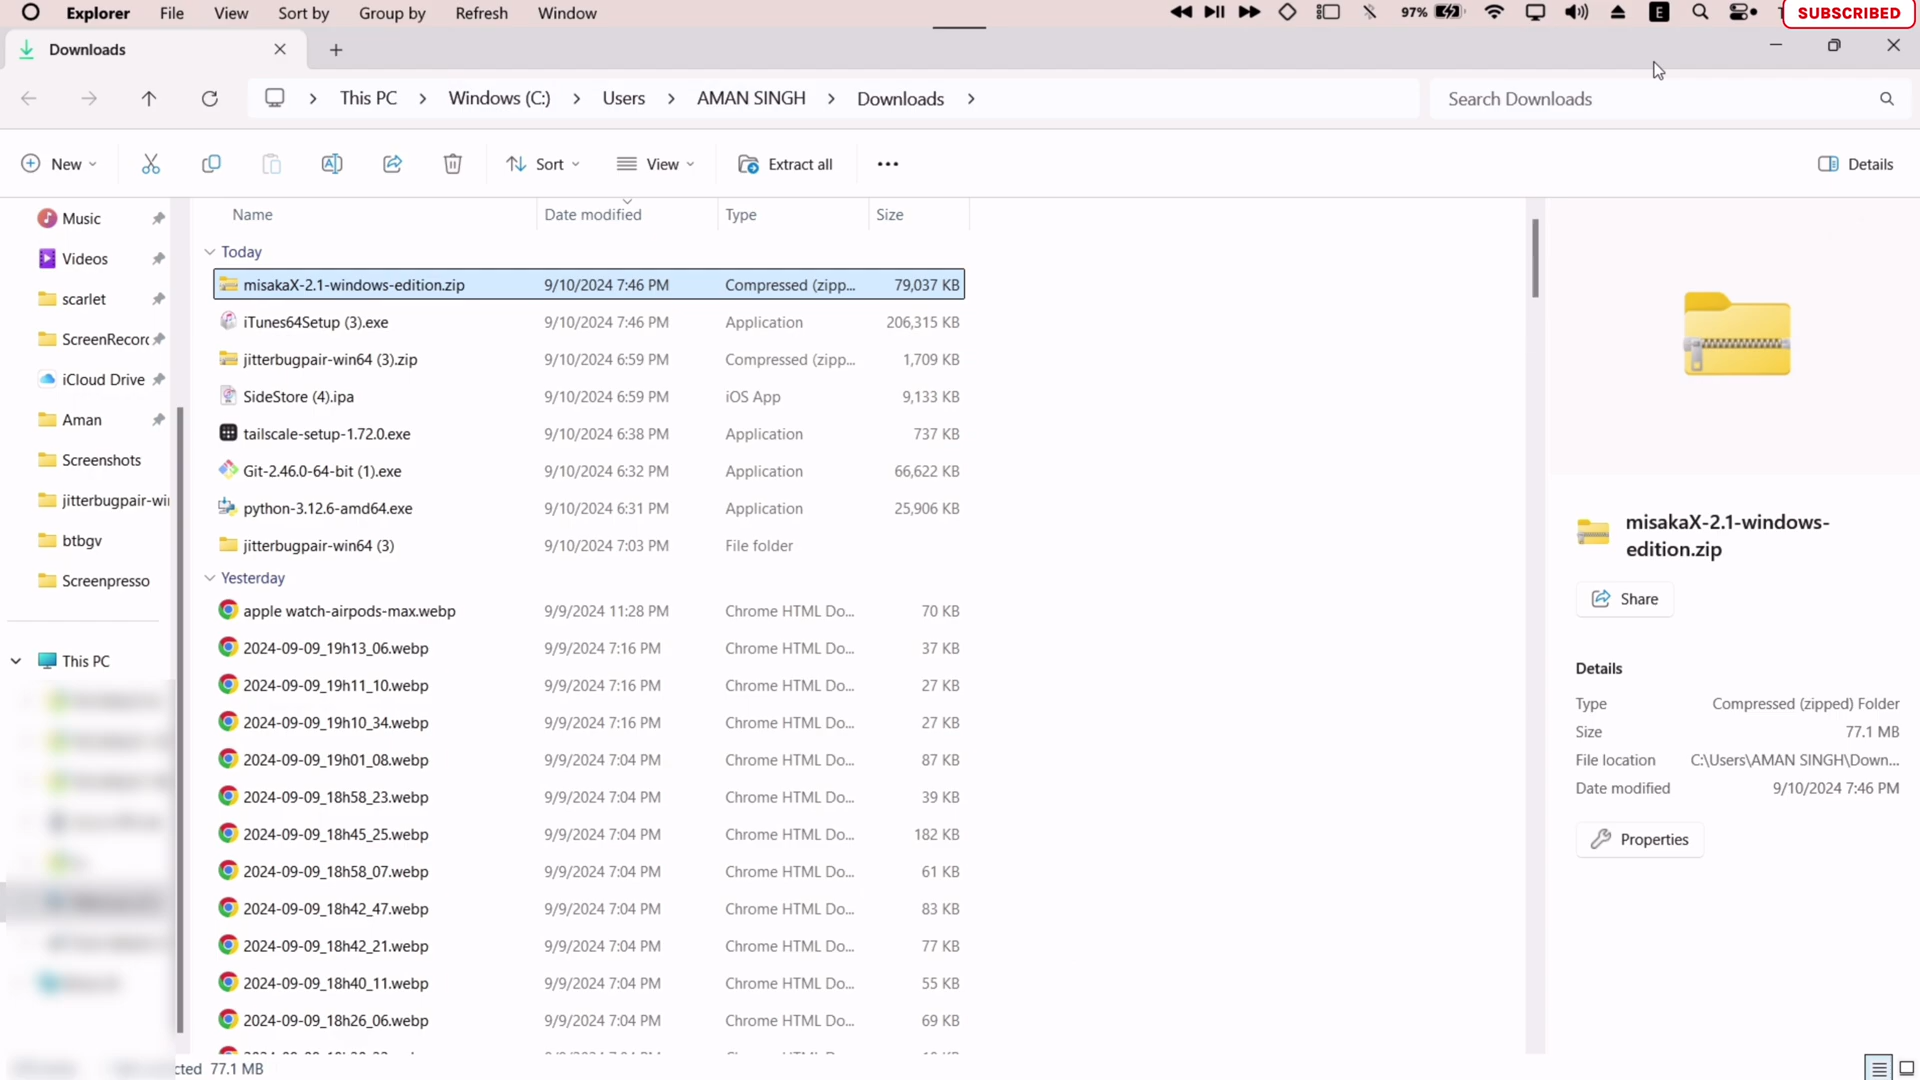 Explorer File View Sort by Group by Refresh Window 97% E SUBSCRIBED
Downloads
This PC Windows (C:) Users AMAN SINGH Downloads Search Downloads
New Sort View Extract all Details
Music
Videos
scarlet
ScreenRecor
iCloud Drive
Aman
Screenshots
jitterbugpair-wi
btbgv
Screenpresso
This PC
Name Date modified Type Size
Today
misakaX-2.1-windows-edition.zip 9/10/2024 7:46 PM Compressed (zipp... 79,037 KB
iTunes64Setup (3).exe 9/10/2024 7:46 PM Application 206,315 KB
jitterbugpair-win64 (3).zip 9/10/2024 6:59 PM Compressed (zipp... 1,709 KB
SideStore (4).ipa 9/10/2024 6:59 PM iOS App 9,133 KB
tailscale-setup-1.72.0.exe 9/10/2024 6:38 PM Application 737 KB
Git-2.46.0-64-bit (1).exe 9/10/2024 6:32 PM Application 66,622 KB
python-3.12.6-amd64.exe 9/10/2024 6:31 PM Application 25,906 KB
jitterbugpair-win64 (3) 9/10/2024 7:03 PM File folder
Yesterday
apple watch-airpods-max.webp 9/9/2024 11:28 PM Chrome HTML Do... 70 KB
2024-09-09_19h13_06.webp 9/9/2024 7:16 PM Chrome HTML Do... 37 KB
2024-09-09_19h11_10.webp 9/9/2024 7:16 PM Chrome HTML Do... 27 KB
2024-09-09_19h10_34.webp 9/9/2024 7:16 PM Chrome HTML Do... 27 KB
2024-09-09_19h01_08.webp 9/9/2024 7:04 PM Chrome HTML Do... 87 KB
2024-09-09_18h58_23.webp 9/9/2024 7:04 PM Chrome HTML Do... 39 KB
2024-09-09_18h45_25.webp 9/9/2024 7:04 PM Chrome HTML Do... 182 KB
2024-09-09_18h58_07.webp 9/9/2024 7:04 PM Chrome HTML Do... 61 KB
2024-09-09_18h42_47.webp 9/9/2024 7:04 PM Chrome HTML Do... 83 KB
2024-09-09_18h42_21.webp 9/9/2024 7:04 PM Chrome HTML Do... 77 KB
2024-09-09_18h40_11.webp 9/9/2024 7:04 PM Chrome HTML Do... 55 KB
2024-09-09_18h26_06.webp 9/9/2024 7:04 PM Chrome HTML Do... 69 KB
misakaX-2.1-windows-
edition.zip
Share
Details
Type Compressed (zipped) Folder
Size 77.1 MB
File location C:\Users\AMAN SINGH\Down...
Date modified 9/10/2024 7:46 PM
Properties
cted 77.1 MB